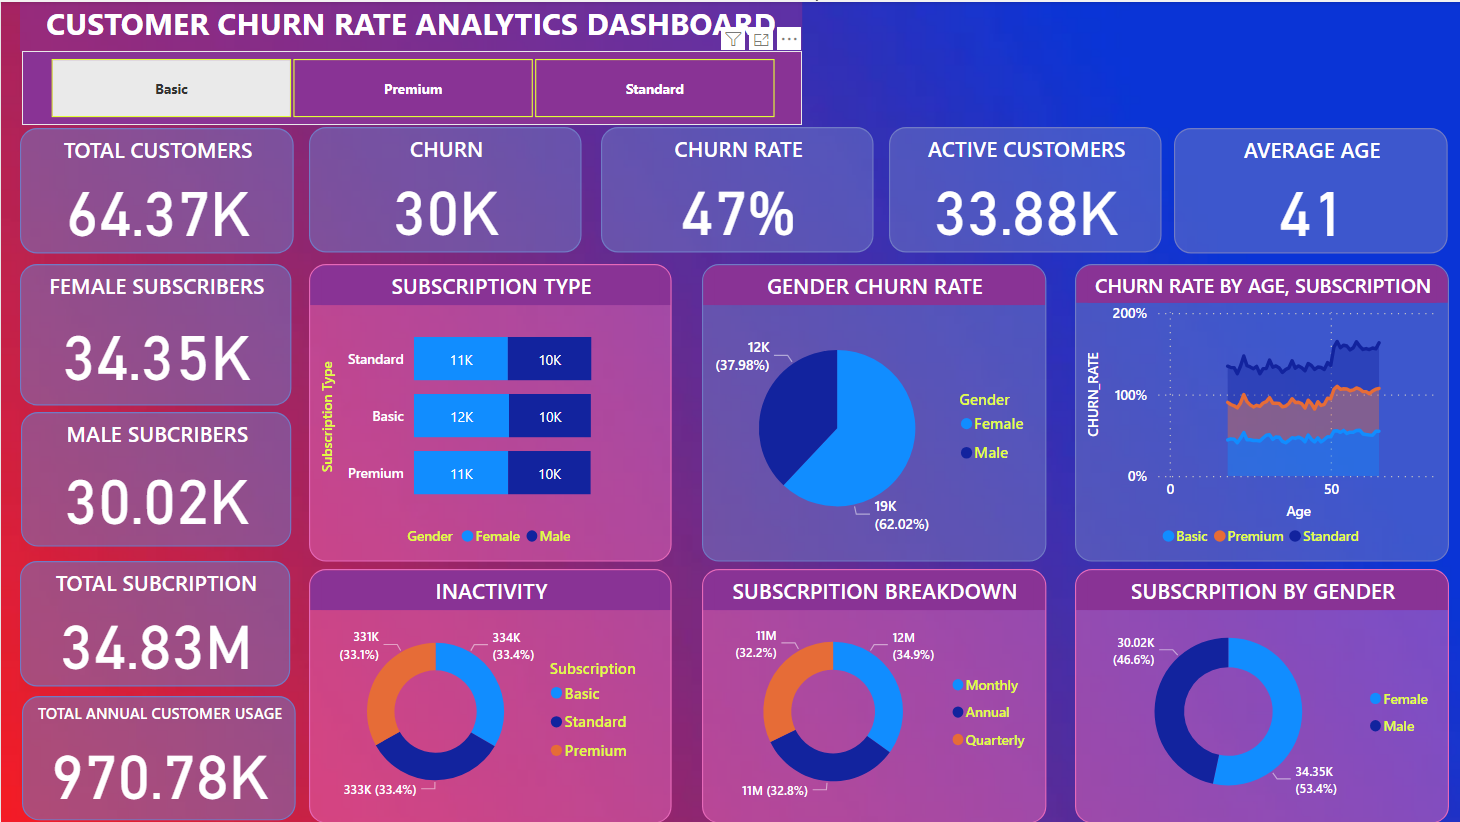 CUSTOMER CHURN RATE ANALYTICS DASHBOARD
Basic
Premium
Standard
TOTAL CUSTOMERS
64.37K
CHURN
30K
CHURN RATE
47%
ACTIVE CUSTOMERS
33.88K
AVERAGE AGE
41
FEMALE SUBSCRIBERS
34.35K
MALE SUBCRIBERS
30.02K
TOTAL SUBCRIPTION
34.83M
TOTAL ANNUAL CUSTOMER USAGE
970.78K
SUBSCRIPTION TYPE
Subscription Type
Standard 11K 10K
Basic 12K 10K
Premium 11K 10K
Gender Female Male
GENDER CHURN RATE
12K
(37.98%)
19K
(62.02%)
Gender
Female
Male
CHURN RATE BY AGE, SUBSCRIPTION
CHURN_RATE
200%
100%
0%
0 50
Age
Basic Premium Standard
INACTIVITY
331K
(33.1%)
334K
(33.4%)
333K (33.4%)
Subscription
Basic
Standard
Premium
SUBSCRPITION BREAKDOWN
11M
(32.2%)
12M
(34.9%)
11M (32.8%)
Monthly
Annual
Quarterly
SUBSCRPITION BY GENDER
30.02K
(46.6%)
34.35K
(53.4%)
Female
Male